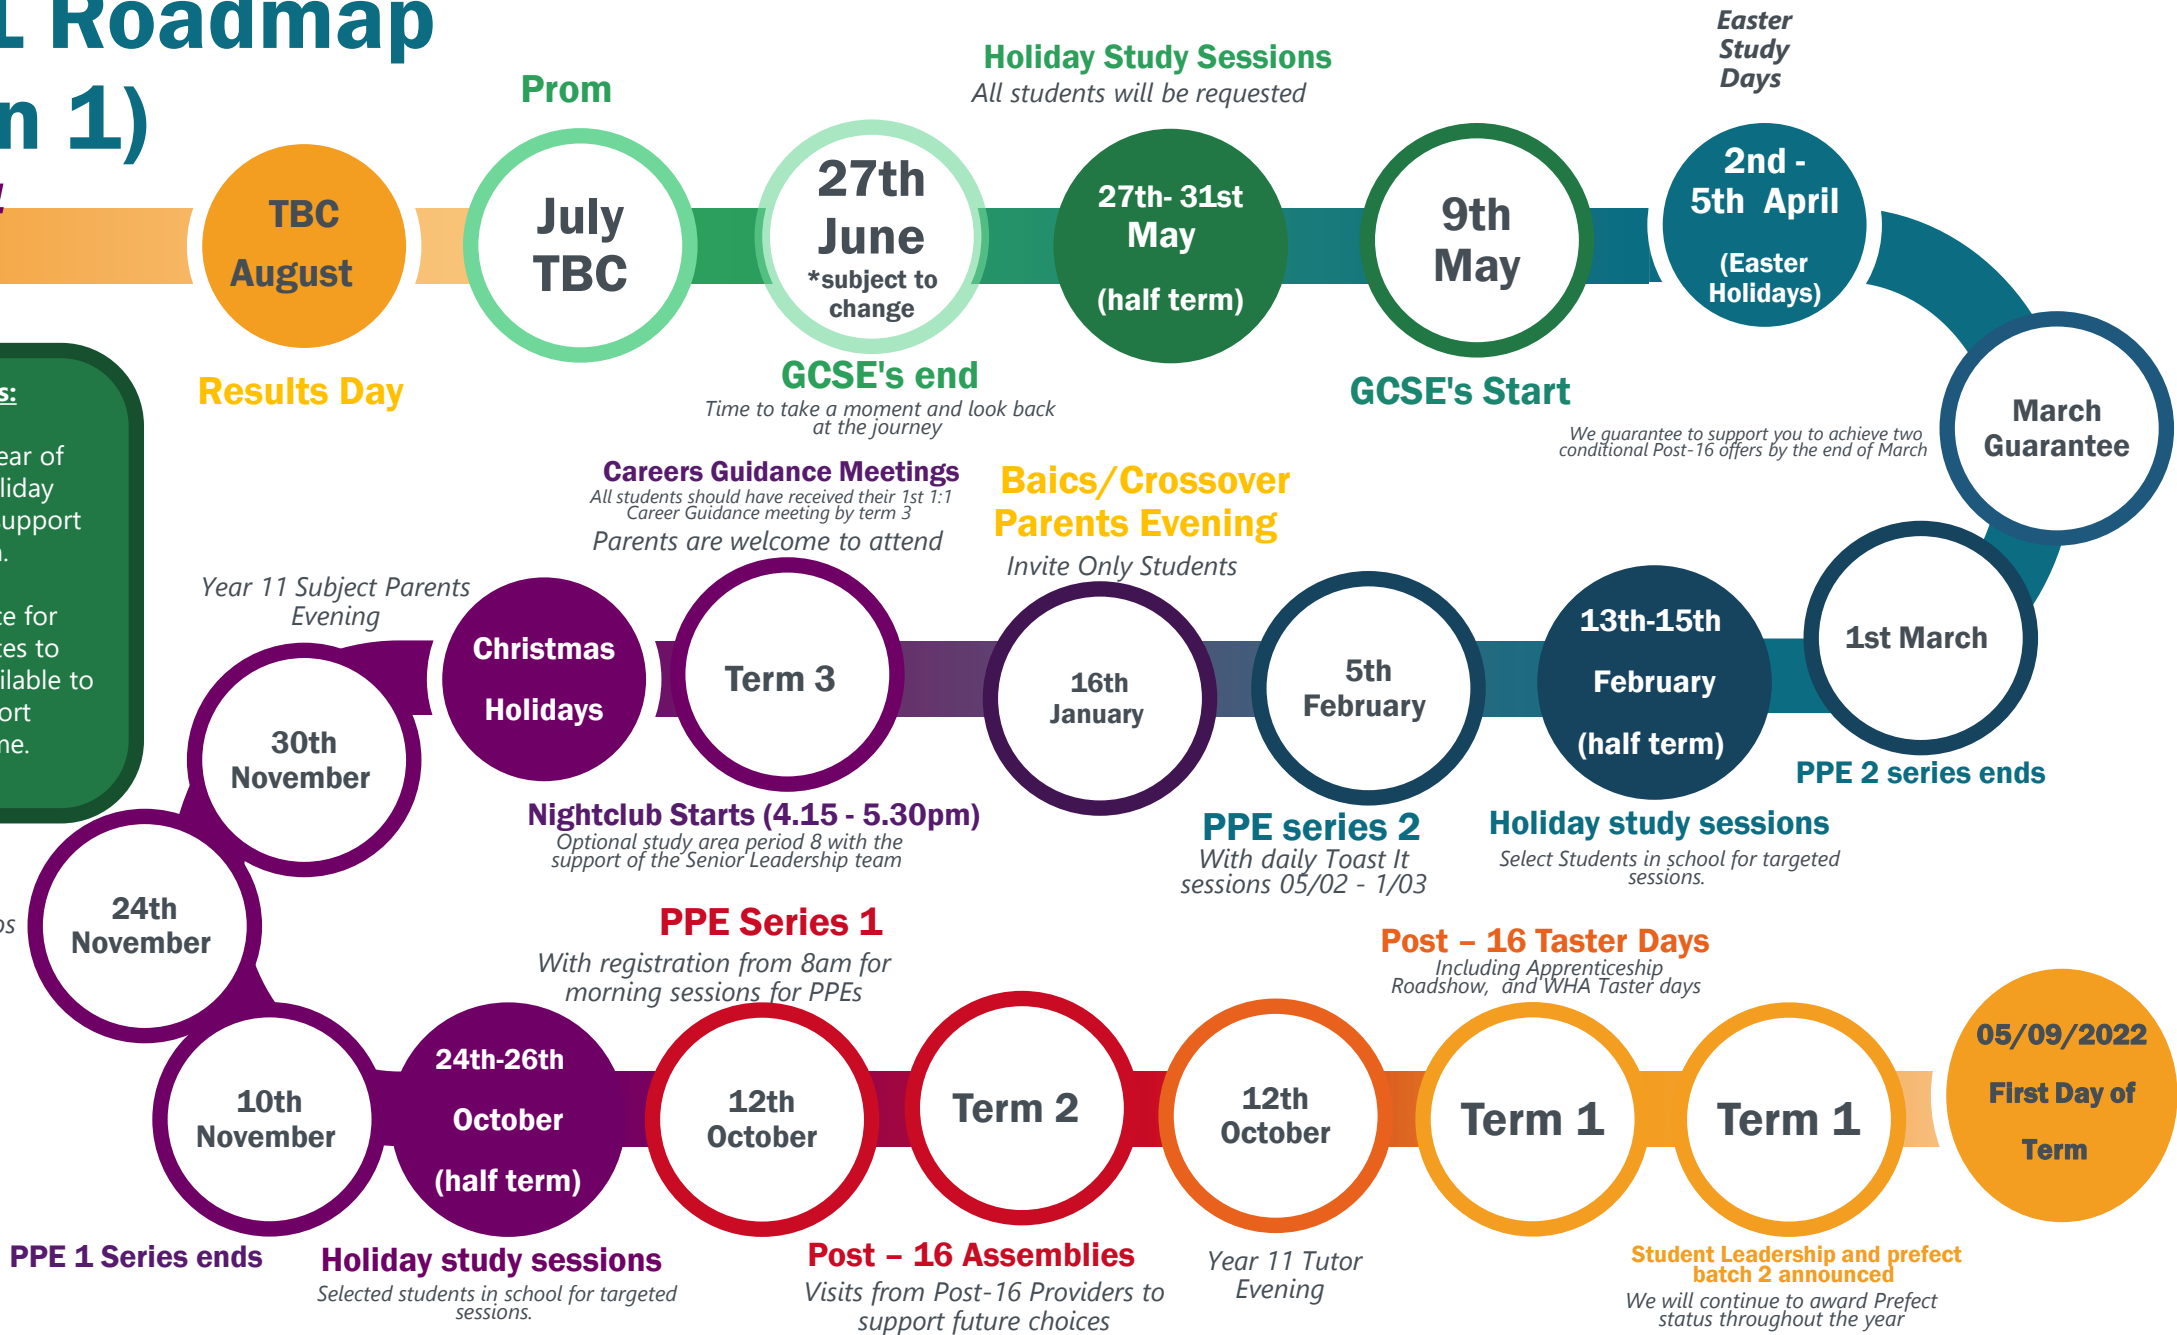 1 Roadmap
n 1)
Prom
Holiday Study Sessions
All students will be requested
Easter
Study
Days
TBC
August
July
TBC
27th
June
*subject to
change
27th- 31st
May
(half term)
9th
May
2nd -
5th April
(Easter
Holidays)
Results Day
GCSE's end
Time to take a moment and look back
at the journey
GCSE's Start
March
Guarantee
We guarantee to support you to achieve two
conditional Post-16 offers by the end of March
s:
ear of
liday
support
ce for
tes to
ilable to
ort
me.
Careers Guidance Meetings
All students should have received their 1st 1:1
Career Guidance meeting by term 3
Parents are welcome to attend
Baics/Crossover
Parents Evening
Invite Only Students
Year 11 Subject Parents
Evening
Christmas
Holidays
Term 3
16th
January
5th
February
13th-15th
February
(half term)
1st March
30th
November
Nightclub Starts (4.15 - 5.30pm)
Optional study area period 8 with the
support of the Senior Leadership team
PPE series 2
With daily Toast It
sessions 05/02 - 1/03
Holiday study sessions
Select Students in school for targeted
sessions.
PPE 2 series ends
24th
November
os
PPE Series 1
With registration from 8am for
morning sessions for PPEs
Post – 16 Taster Days
Including Apprenticeship
Roadshow, and WHA Taster days
10th
November
24th-26th
October
(half term)
12th
October
Term 2
12th
October
Term 1
Term 1
05/09/2022
First Day of
Term
PPE 1 Series ends
Holiday study sessions
Selected students in school for targeted
sessions.
Post – 16 Assemblies
Visits from Post-16 Providers to
support future choices
Year 11 Tutor
Evening
Student Leadership and prefect
batch 2 announced
We will continue to award Prefect
status throughout the year